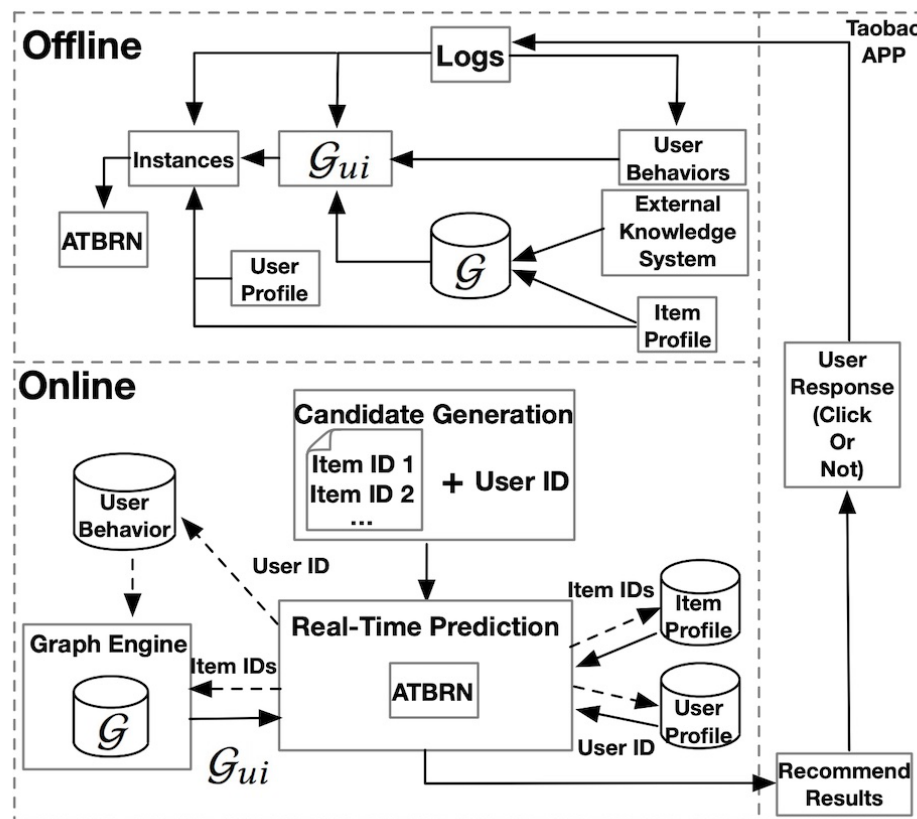 Offline
Logs
Taobao
APP
Instances
𝒢ui
User
Behaviors
ATBRN
External
Knowledge
System
User
Profile
𝒢
Item
Profile
Online
Candidate Generation
Item ID 1
Item ID 2
...
+ User ID
User
Response
(Click
Or
Not)
User
Behavior
User ID
Item IDs
Item
Profile
Real-Time Prediction
Graph Engine
Item IDs
ATBRN
User
Profile
𝒢
User ID
𝒢ui
Recommend
Results